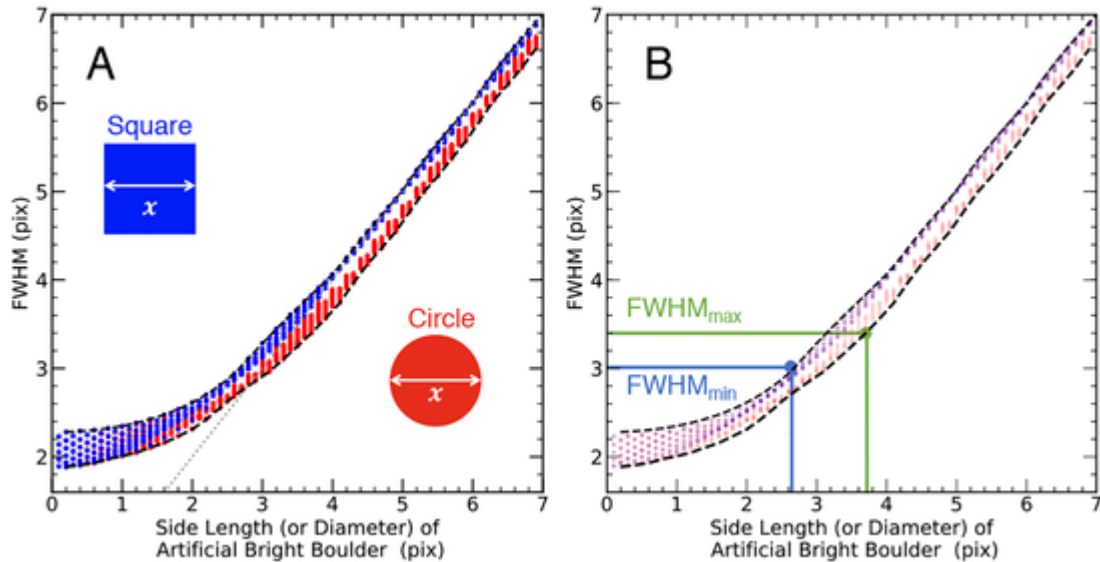 A
Square
x
Circle
x
FWHM (pix)
7
6
5
4
3
2
0 1 2 3 4 5 6 7
Side Length (or Diameter) of
Artificial Bright Boulder (pix)
B
FWHMmax
FWHMmin
FWHM (pix)
7
6
5
4
3
2
0 1 2 3 4 5 6 7
Side Length (or Diameter) of
Artificial Bright Boulder (pix)